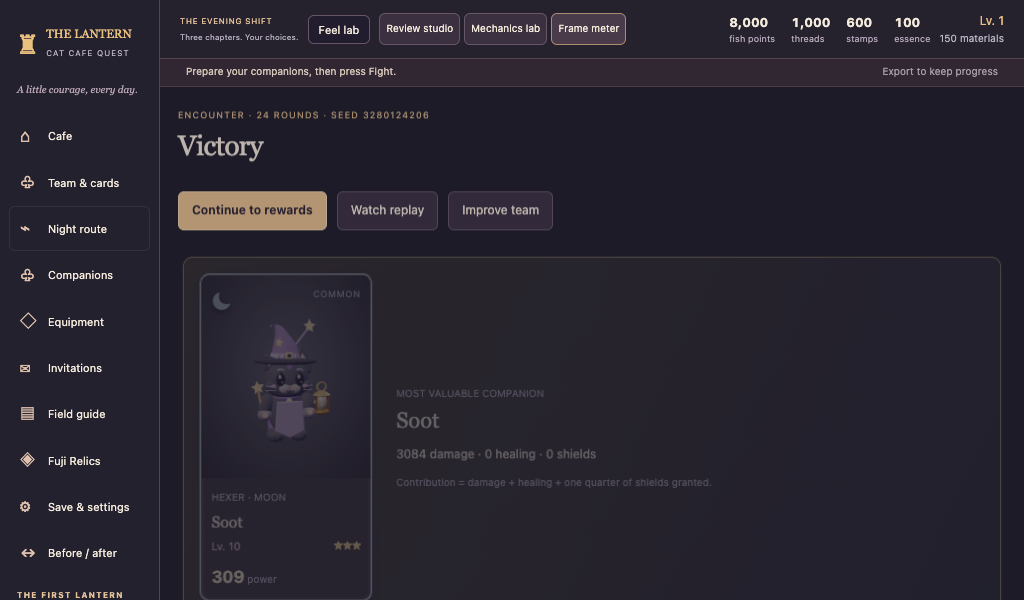 THE LANTERN
CAT CAFE QUEST
A little courage, every day.
Cafe
Team & cards
Night route
Companions
Equipment
Invitations
Field guide
Fuji Relics
Save & settings
Before / after
THE FIRST LANTERN
THE EVENING SHIFT
Three chapters. Your choices.
Feel lab
Review studio
Mechanics lab
Frame meter
8,000
fish points
1,000
threads
600
stamps
100
essence
Lv. 1
150 materials
Prepare your companions, then press Fight.
Export to keep progress
ENCOUNTER · 24 ROUNDS · SEED 3280124206
Victory
Continue to rewards
Watch replay
Improve team
COMMON
HEXER · MOON
Soot
Lv. 10
★★★
309 power
MOST VALUABLE COMPANION
Soot
3084 damage · 0 healing · 0 shields
Contribution = damage + healing + one quarter of shields granted.